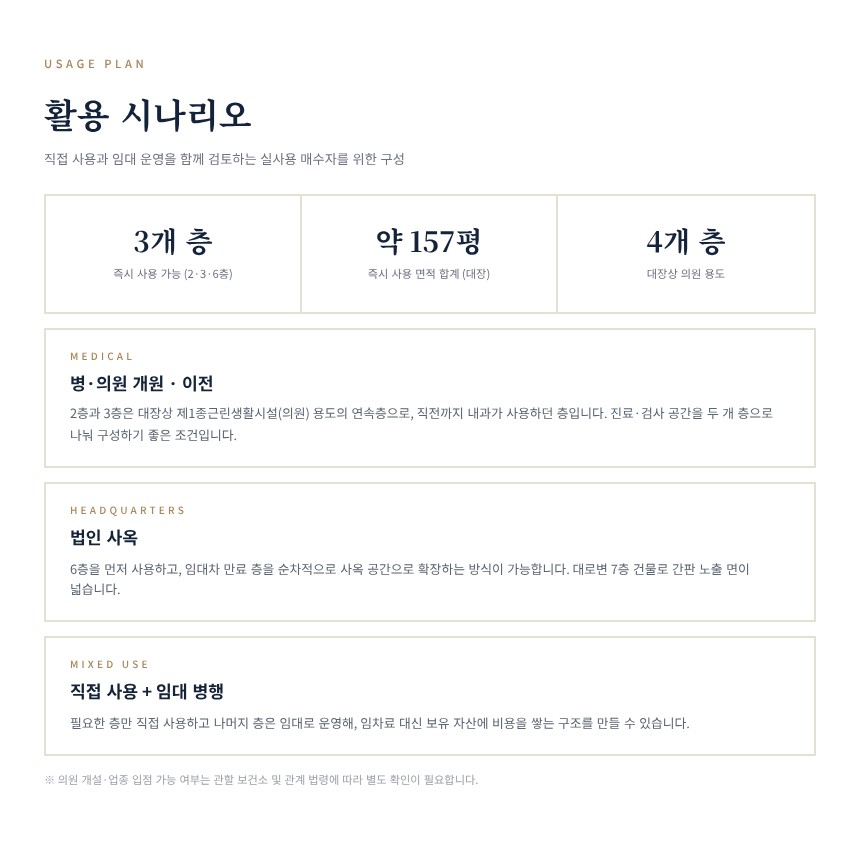 USAGE PLAN
활용 시나리오
직접 사용과 임대 운영을 함께 검토하는 실사용 매수자를 위한 구성
3개 층
즉시 사용 가능 (2·3·6층)
약 157평
즉시 사용 면적 합계 (대장)
4개 층
대장상 의원 용도
MEDICAL
병·의원 개원 · 이전
2층과 3층은 대장상 제1종근린생활시설(의원) 용도의 연속층으로, 직전까지 내과가 사용하던 층입니다. 진료·검사 공간을 두 개 층으로
나눠 구성하기 좋은 조건입니다.
HEADQUARTERS
법인 사옥
6층을 먼저 사용하고, 임대차 만료 층을 순차적으로 사옥 공간으로 확장하는 방식이 가능합니다. 대로변 7층 건물로 간판 노출 면이
넓습니다.
MIXED USE
직접 사용 + 임대 병행
필요한 층만 직접 사용하고 나머지 층은 임대로 운영해, 임차료 대신 보유 자산에 비용을 쌓는 구조를 만들 수 있습니다.
※ 의원 개설·업종 입점 가능 여부는 관할 보건소 및 관계 법령에 따라 별도 확인이 필요합니다.